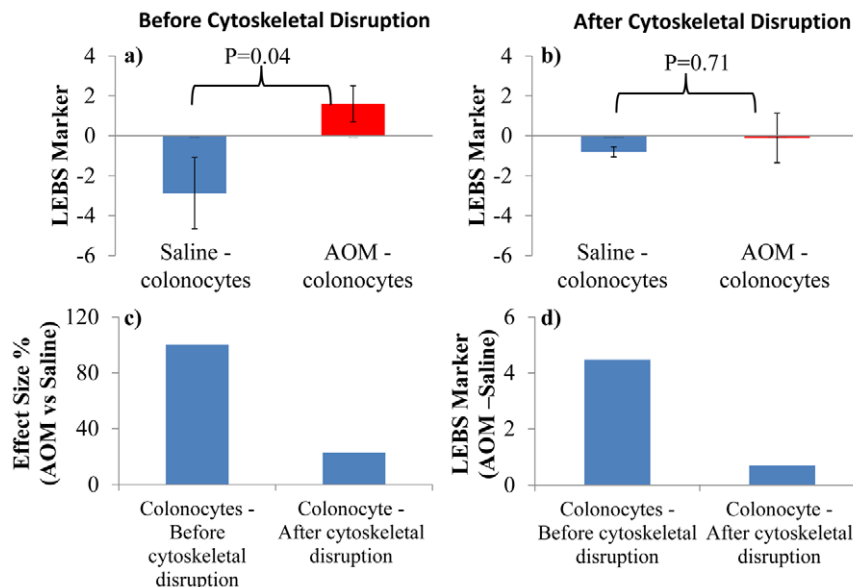 Before Cytoskeletal Disruption
a)
P=0.04
LEBS Marker
4
2
0
-2
-4
-6
Saline -
colonocytes
AOM -
colonocytes
After Cytoskeletal Disruption
b)
P=0.71
LEBS Marker
4
2
0
-2
-4
-6
Saline -
colonocytes
AOM -
colonocytes
c)
Effect Size %
(AOM vs Saline)
120
80
40
0
Colonocytes -
Before
cytoskeletal
disruption
Colonocyte -
After cytoskeletal
disruption
d)
LEBS Marker
(AOM –Saline)
6
4
2
0
Colonocytes -
Before cytoskeletal
disruption
Colonocyte -
After cytoskeletal
disruption